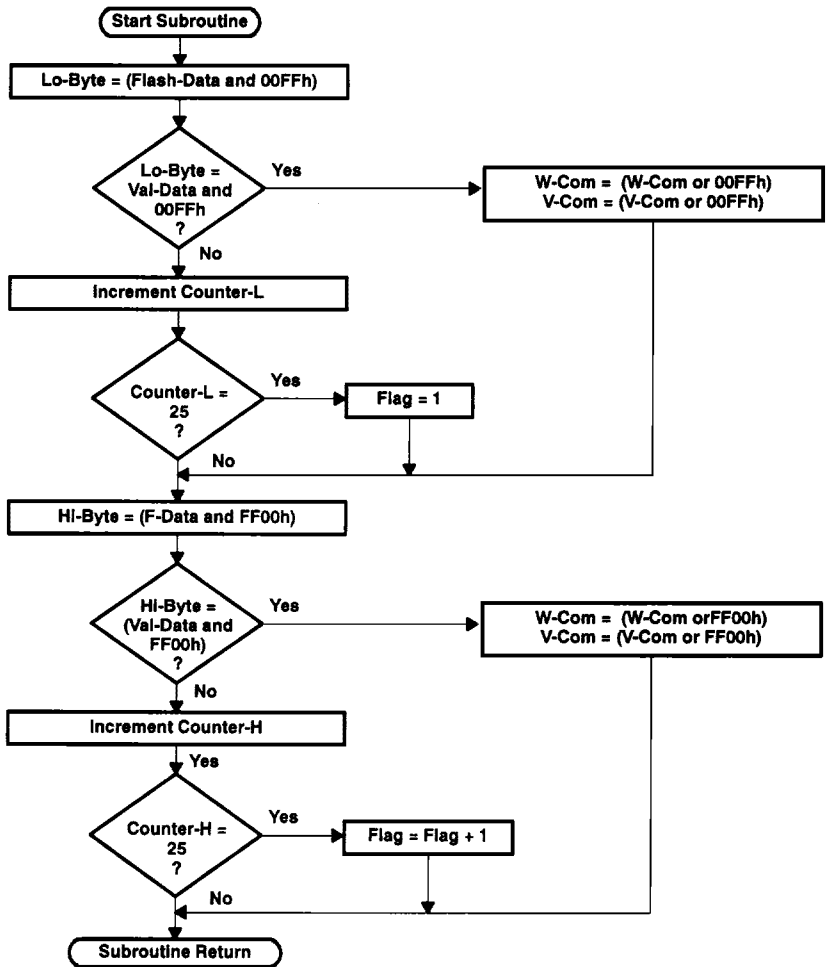 Start Subroutine
Lo-Byte = (Flash-Data and 00FFh)
Lo-Byte =
Val-Data and
00FFh
?
Yes
W-Com = (W-Com or 00FFh)
V-Com = (V-Com or 00FFh)
No
Increment Counter-L
Counter-L =
25
?
Yes
Flag = 1
No
Hi-Byte = (F-Data and FF00h)
Hi-Byte =
(Val-Data and
FF00h)
?
Yes
W-Com = (W-Com orFF00h)
V-Com = (V-Com or FF00h)
No
Increment Counter-H
Yes
Counter-H =
25
?
Yes
Flag = Flag + 1
No
Subroutine Return